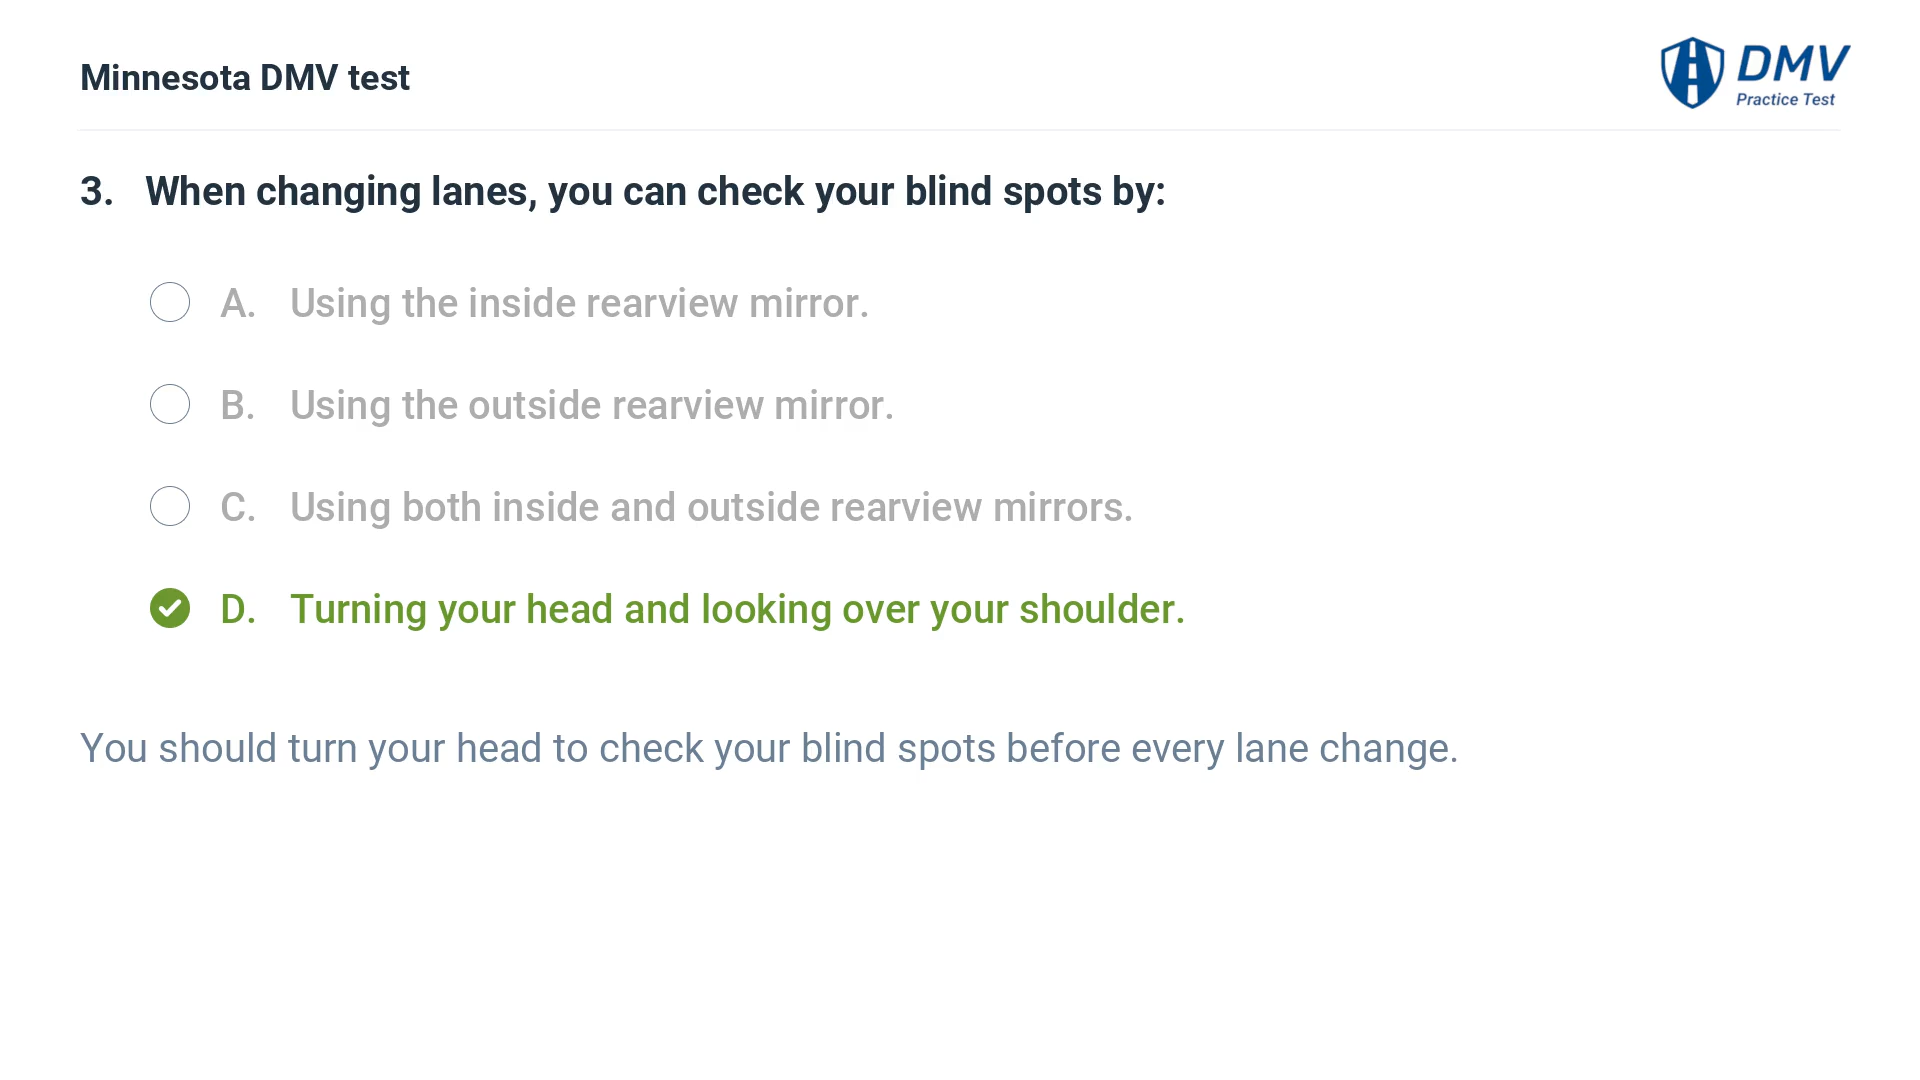 Minnesota DMV test
DMV
Practice Test
3. When changing lanes, you can check your blind spots by:
A. Using the inside rearview mirror.
B. Using the outside rearview mirror.
C. Using both inside and outside rearview mirrors.
D. Turning your head and looking over your shoulder.
You should turn your head to check your blind spots before every lane change.